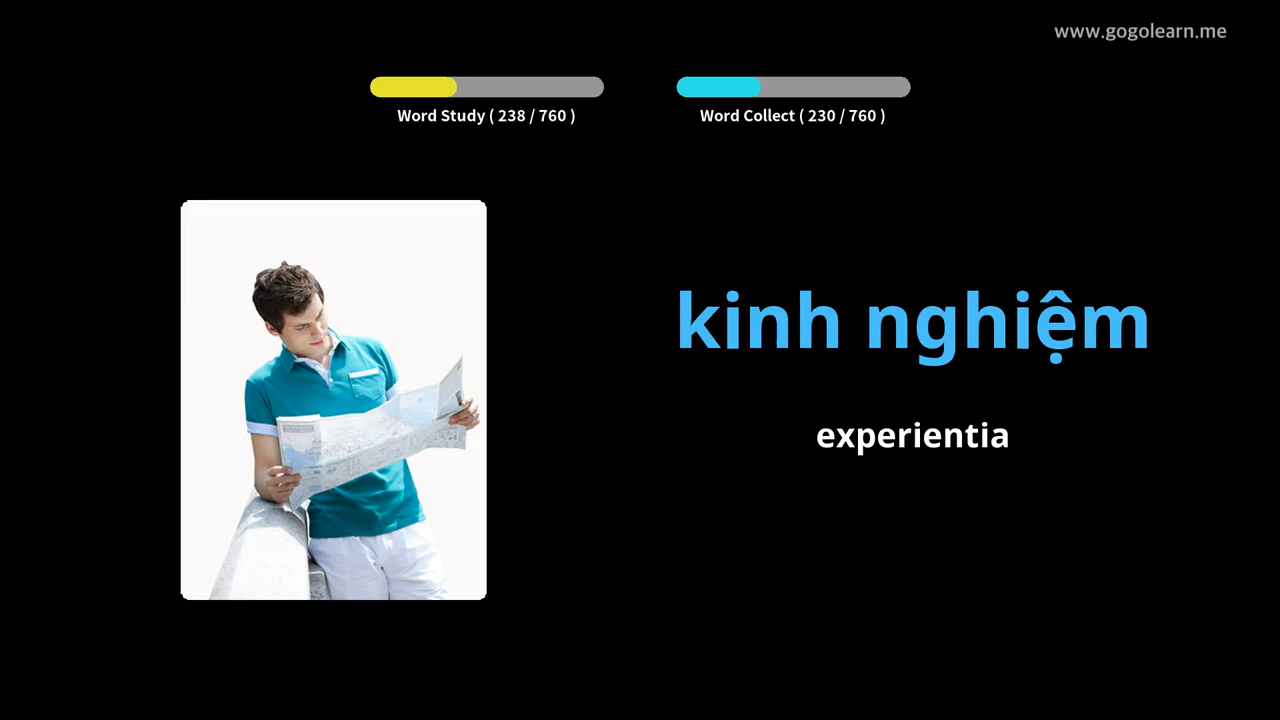 www.gogolearn.me
Word Study ( 238 / 760 )
Word Collect ( 230 / 760 )
kinh nghiệm
experientia